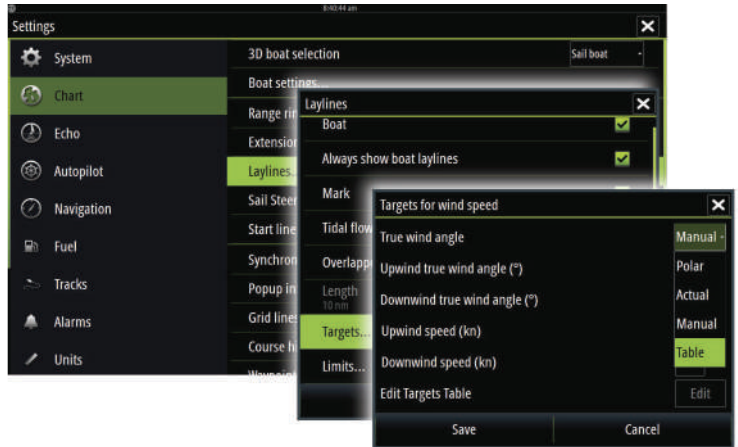 8:40:44 am
Settings
System
Chart
Echo
Autopilot
Navigation
Fuel
Tracks
Alarms
Units
3D boat selection
Sail boat
Boat settings...
Range rin
Extension
Laylines...
Sail Steer
Start line
Synchron
Popup in
Grid line
Course h
Laylines
Boat
Always show boat laylines
Mark
Tidal flow
Overlappe
Length
10 nm
Targets...
Limits...
Targets for wind speed
True wind angle
Manual
Upwind true wind angle (°)
Polar
Downwind true wind angle (°)
Actual
Upwind speed (kn)
Manual
Downwind speed (kn)
Table
Edit Targets Table
Edit
Save
Cancel